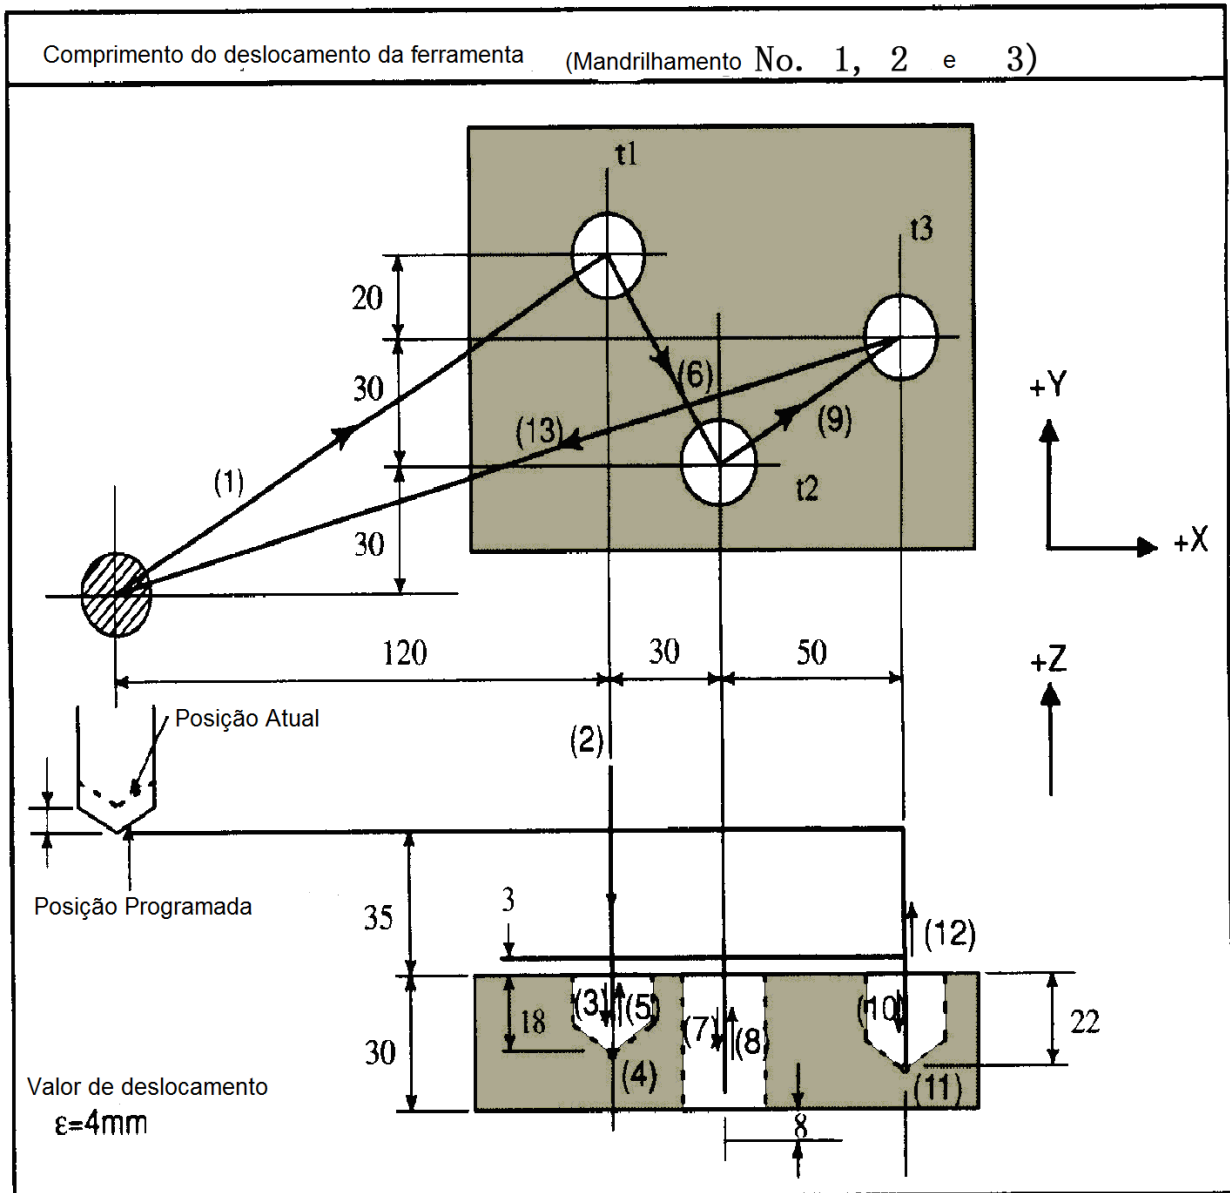 Comprimento do deslocamento da ferramenta (Mandrilhamento No. 1, 2 e 3)
t1
t3
20
30
(6)
(13)
(9)
+Y
(1)
t2
30
+X
120
30
50
+Z
Posição Atual
(2)
Posição Programada
35
3
(12)
18
(3)
(5)
(7)
(8)
(10)
22
30
(4)
(11)
Valor de deslocamento
ε=4mm
8